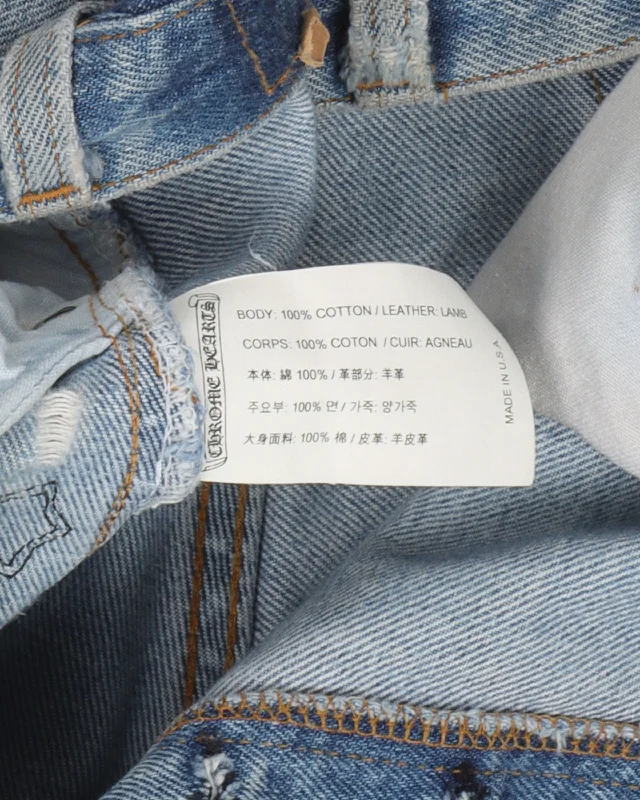 CHROME HEARTS
BODY: 100% COTTON / LEATHER: LAMB
CORPS: 100% COTON / CUIR: AGNEAU
本体: 綿 100% / 革部分: 羊革
주요부: 100% 면 / 가죽: 양가죽
大身面料: 100% 棉 / 皮革: 羊皮革
MADE IN U.S.A